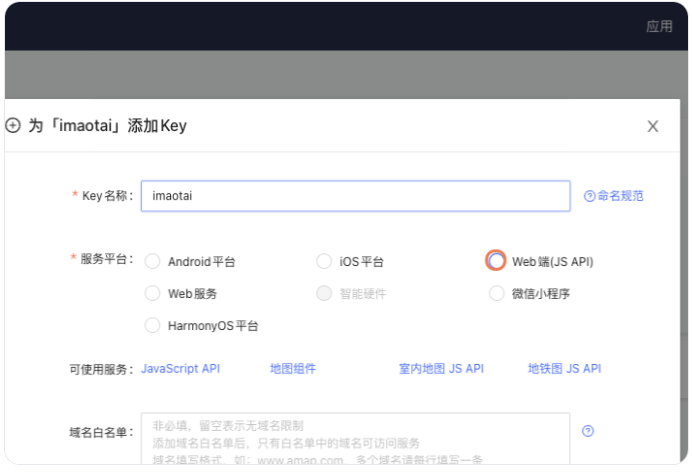 应用
为「imaotai」添加Key
X
* Key名称: imaotai
命名规范
* 服务平台: Android平台 iOS平台 Web端(JS API)
Web服务 智能硬件 微信小程序
HarmonyOS平台
可使用服务: JavaScript API 地图组件 室内地图 JS API 地铁图 JS API
域名白名单: 非必填，留空表示无域名限制
添加域名白名单后，只有白名单中的域名可访问服务
域名填写格式，如：www.amap.com，多个域名请每行填写一条